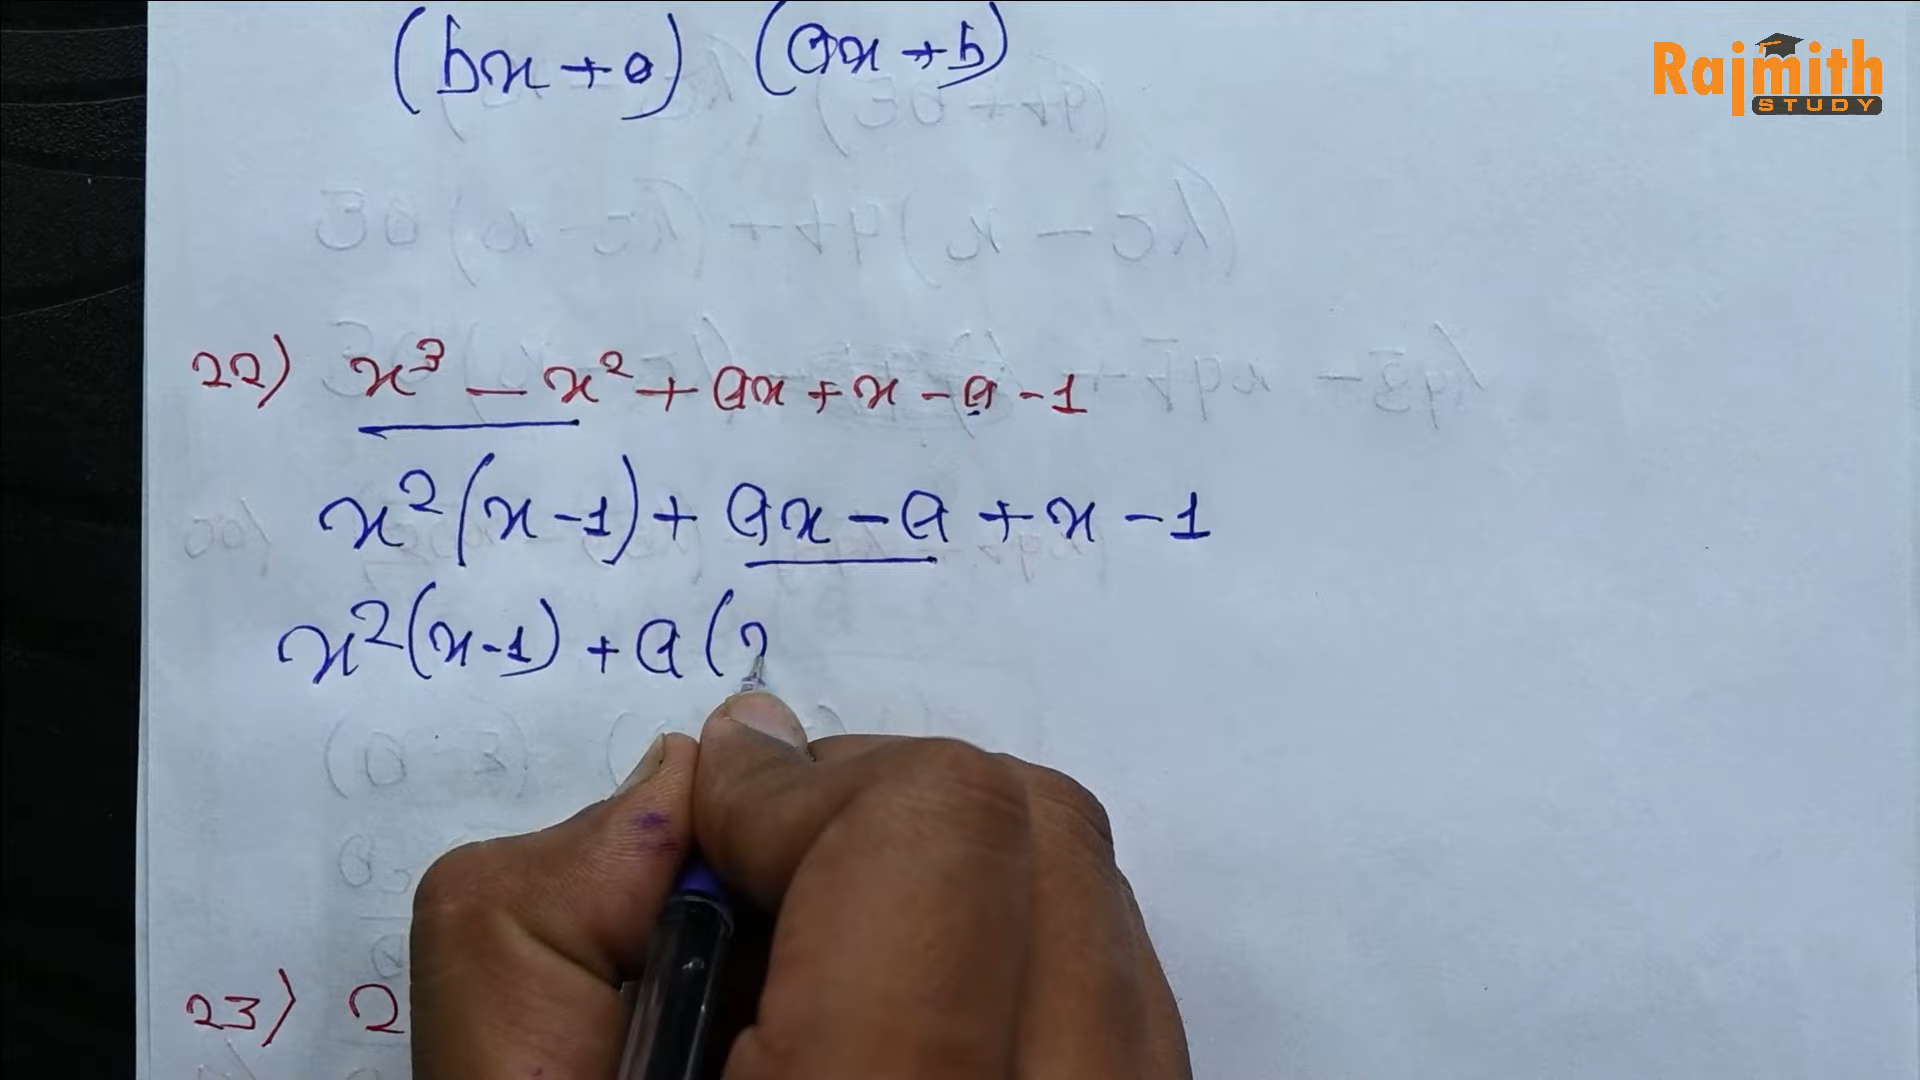 (bx+a) (ax+b)
Rajmith
STUDY
22) x³ - x² + ax + x - a - 1
x²(x-1) + ax - a + x - 1
x²(x-1) + a(
23) 2